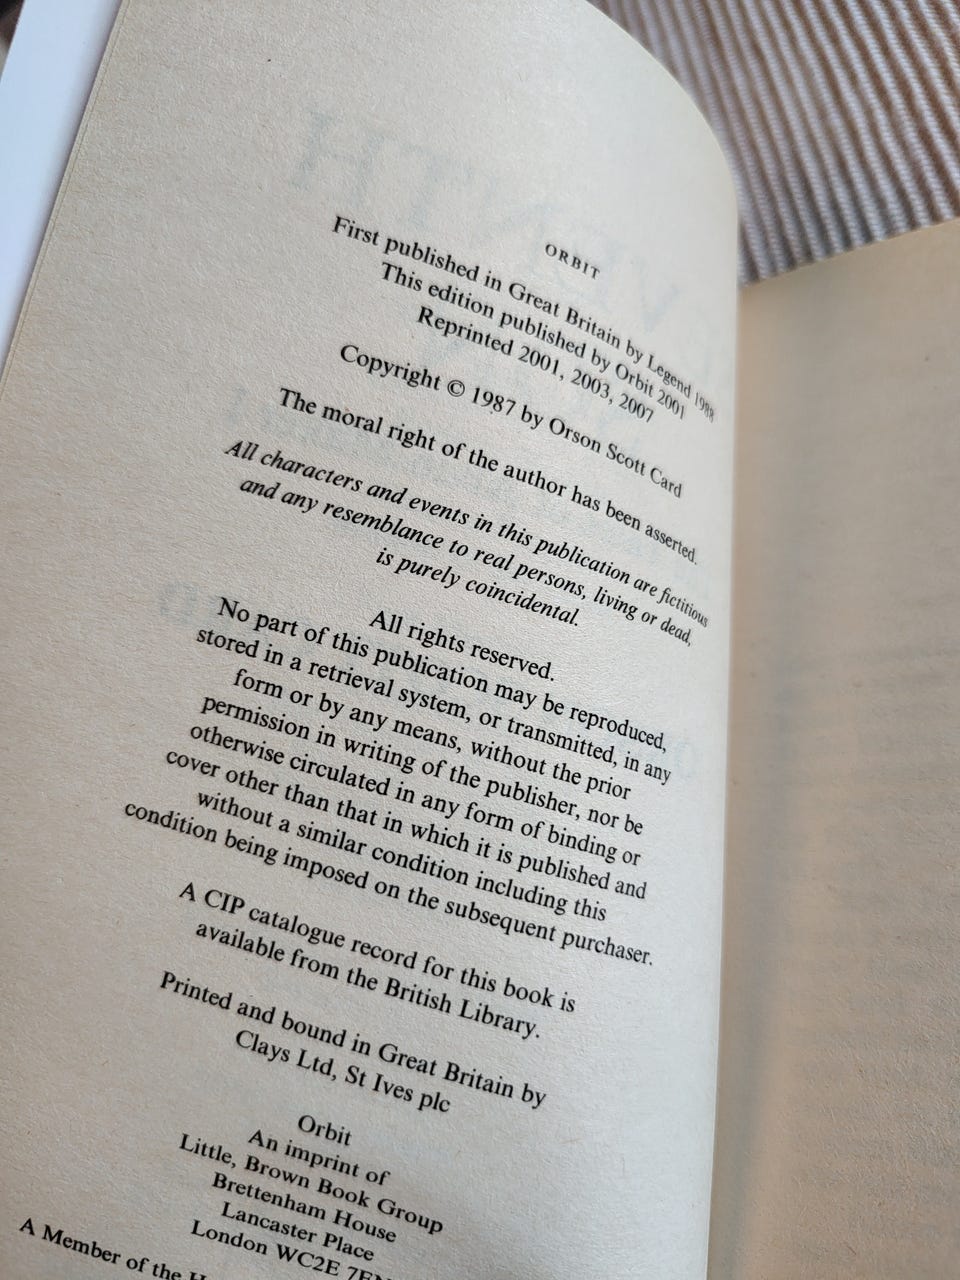 ORBIT
First published in Great Britain by Legend 1988
This edition published by Orbit 2001
Reprinted 2001, 2003, 2007
Copyright © 1987 by Orson Scott Card
The moral right of the author has been asserted.
All characters and events in this publication are fictitious
and any resemblance to real persons, living or dead,
is purely coincidental.
All rights reserved.
No part of this publication may be reproduced,
stored in a retrieval system, or transmitted, in any
form or by any means, without the prior
permission in writing of the publisher, nor be
otherwise circulated in any form of binding or
cover other than that in which it is published and
without a similar condition including this
condition being imposed on the subsequent purchaser.
A CIP catalogue record for this book is
available from the British Library.
Printed and bound in Great Britain by
Clays Ltd, St Ives plc
Orbit
An imprint of
Little, Brown Book Group
Brettenham House
Lancaster Place
London WC2E 7EN
A Member of the